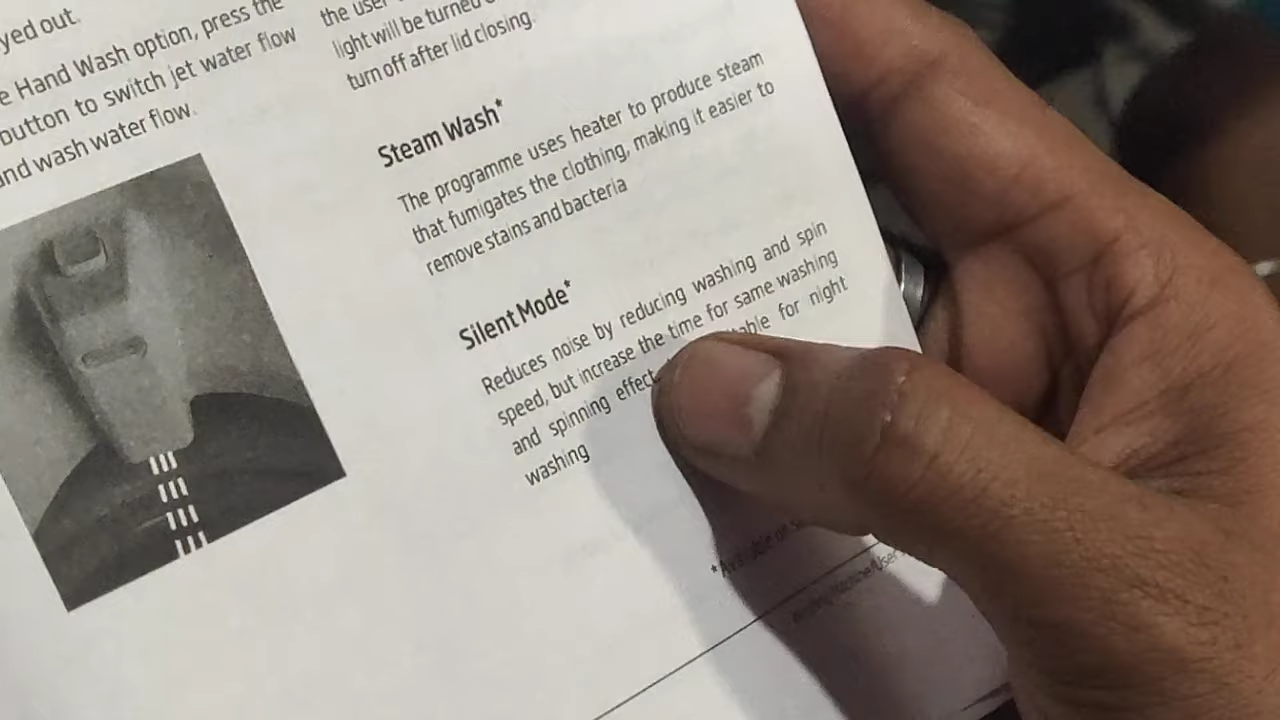 yed out.
e Hand Wash option, press the
button to switch jet water flow
and wash water flow.
the user
light will be turned
turn off after lid closing.
Steam Wash*
The programme uses heater to produce steam
that fumigates the clothing, making it easier to
remove stains and bacteria
Silent Mode*
Reduces noise by reducing washing and spin
speed, but increase the time for same washing
and spinning effect. for night
washing
*Available on